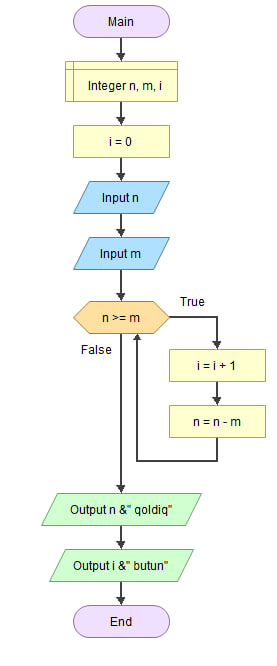 Main
Integer n, m, i
i = 0
Input n
Input m
n >= m
True
False
i = i + 1
n = n - m
Output n &" qoldiq"
Output i &" butun"
End